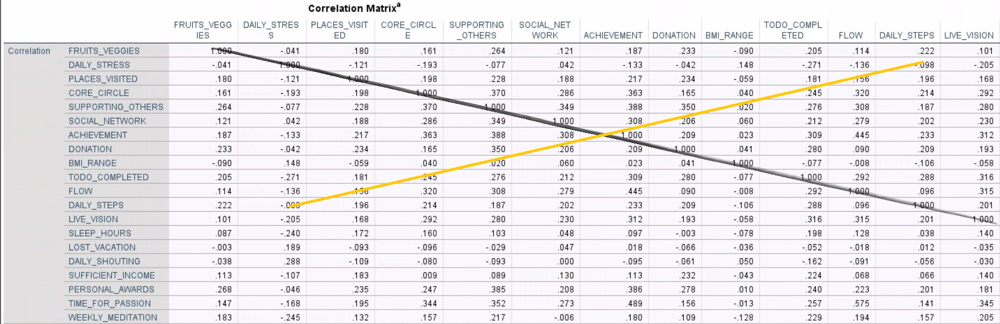 Correlation Matrixa
FRUITS_VEGG DAILY_STRES PLACES_VISIT CORE_CIRCL SUPPORTING SOCIAL_NET TODO_COMPL
IES S ED E _OTHERS WORK ACHIEVEMENT DONATION BMI_RANGE ETED FLOW DAILY_STEPS LIVE_VISION
Correlation FRUITS_VEGGIES 1.000 -.041 .180 .161 .264 .121 .187 .233 -.090 .205 .114 .222 .101
DAILY_STRESS -.041 1.000 -.121 -.193 -.077 .042 -.133 -.042 .148 -.271 -.136 -.098 -.205
PLACES_VISITED .180 -.121 1.000 .198 .228 .188 .217 .234 -.059 .181 .156 .196 .168
CORE_CIRCLE .161 -.193 .198 1.000 .370 .286 .363 .165 .040 .245 .320 .214 .292
SUPPORTING_OTHERS .264 -.077 .228 .370 1.000 .349 .388 .350 .020 .276 .308 .187 .280
SOCIAL_NETWORK .121 .042 .188 .286 .349 1.000 .308 .206 .060 .212 .279 .202 .230
ACHIEVEMENT .187 -.133 .217 .363 .388 .308 1.000 .209 .023 .309 .445 .233 .312
DONATION .233 -.042 .234 .165 .350 .206 .209 1.000 .041 .280 .090 .209 .193
BMI_RANGE -.090 .148 -.059 .040 .020 .060 .023 .041 1.000 -.077 -.008 -.106 -.058
TODO_COMPLETED .205 -.271 .181 .245 .276 .212 .309 .280 -.077 1.000 .292 .288 .316
FLOW .114 -.136 .156 .320 .308 .279 .445 .090 -.008 .292 1.000 .096 .315
DAILY_STEPS .222 -.098 .196 .214 .187 .202 .233 .209 -.106 .288 .096 1.000 .201
LIVE_VISION .101 -.205 .168 .292 .280 .230 .312 .193 -.058 .316 .315 .201 1.000
SLEEP_HOURS .087 -.240 .172 .160 .103 .048 .097 -.003 -.078 .198 .128 .038 .140
LOST_VACATION -.003 .189 -.093 -.096 -.029 .047 .018 -.066 -.036 -.052 -.018 .012 -.035
DAILY_SHOUTING -.038 .288 -.109 -.080 -.093 .000 -.095 -.061 .050 -.162 -.091 -.056 -.030
SUFFICIENT_INCOME .113 -.107 .183 .009 .089 .130 .113 .232 -.043 .224 .068 .066 .140
PERSONAL_AWARDS .268 -.046 .235 .247 .385 .208 .386 .278 .010 .240 .223 .201 .181
TIME_FOR_PASSION .147 -.168 .195 .344 .352 .273 .489 .156 -.013 .257 .575 .141 .345
WEEKLY_MEDITATION .183 -.245 .132 .157 .217 -.006 .180 .109 -.128 .229 .194 .157 .205